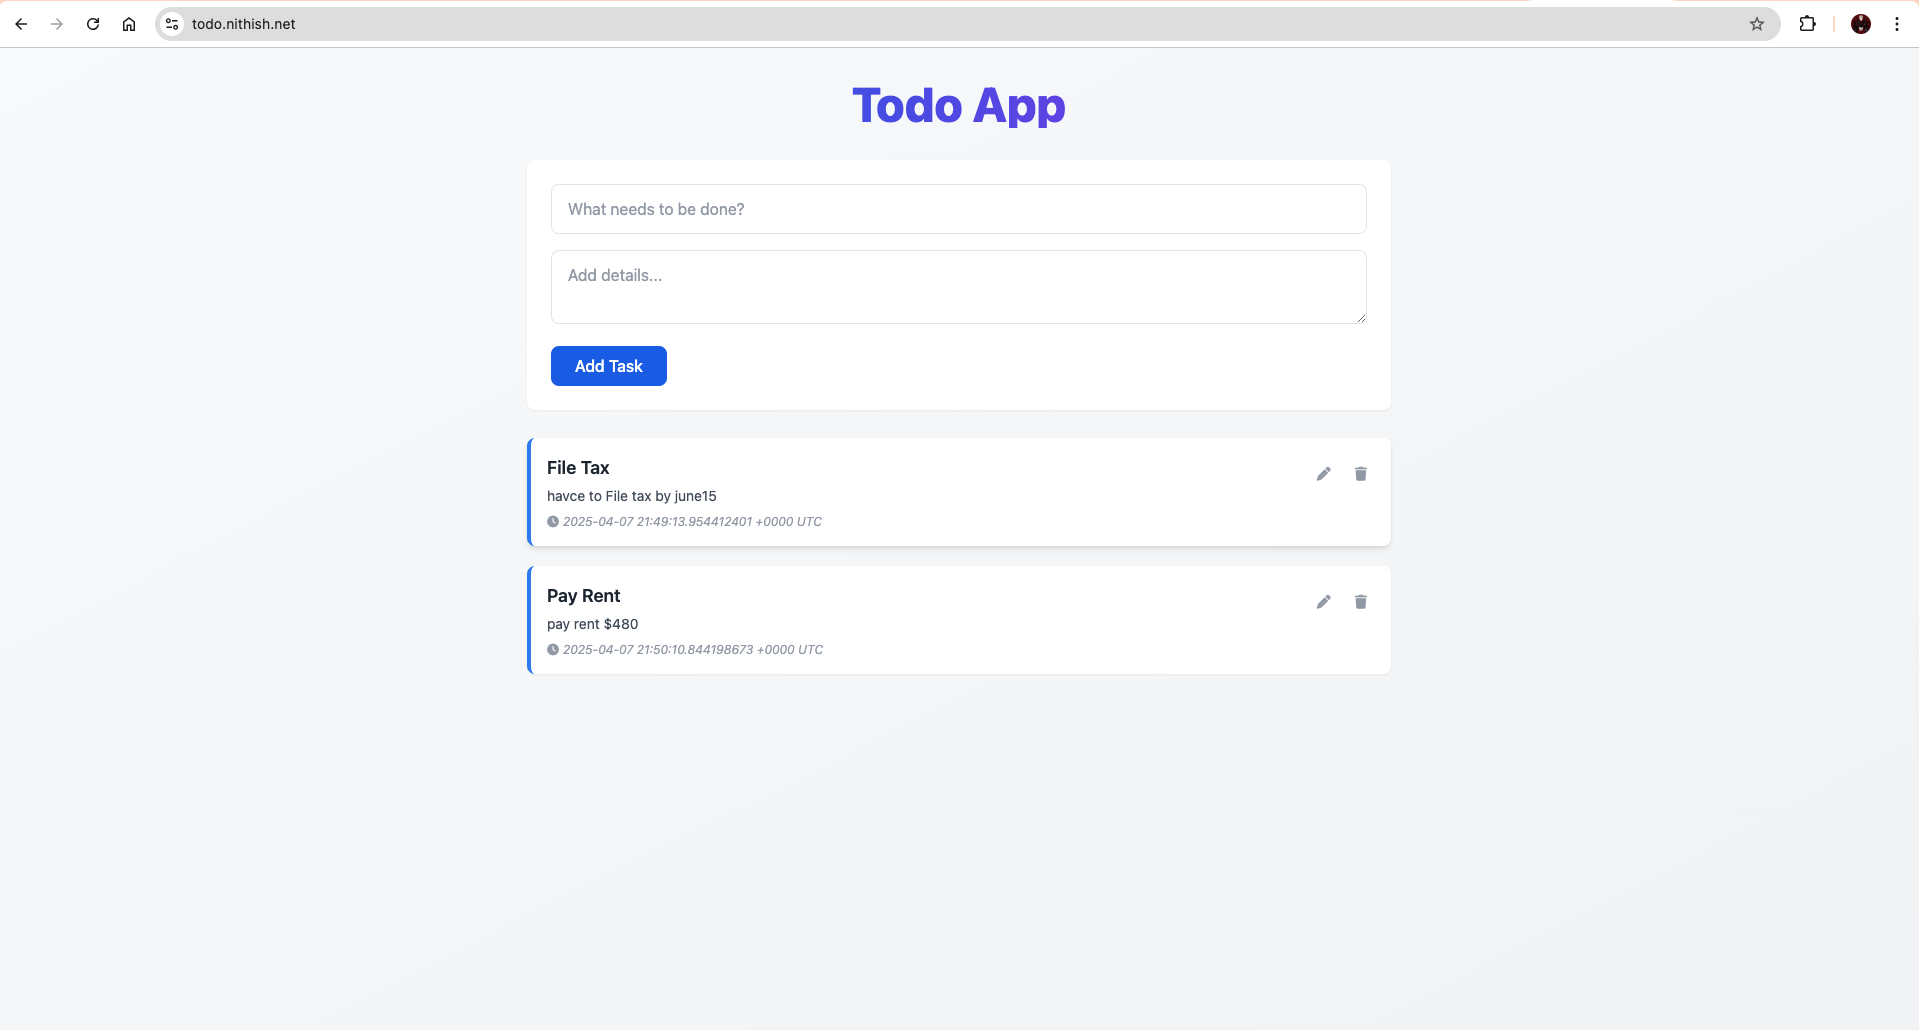 todo.nithish.net
Todo App
What needs to be done?
Add details...
Add Task
File Tax
havce to File tax by june15
2025-04-07 21:49:13.954412401 +0000 UTC
Pay Rent
pay rent $480
2025-04-07 21:50:10.844198673 +0000 UTC